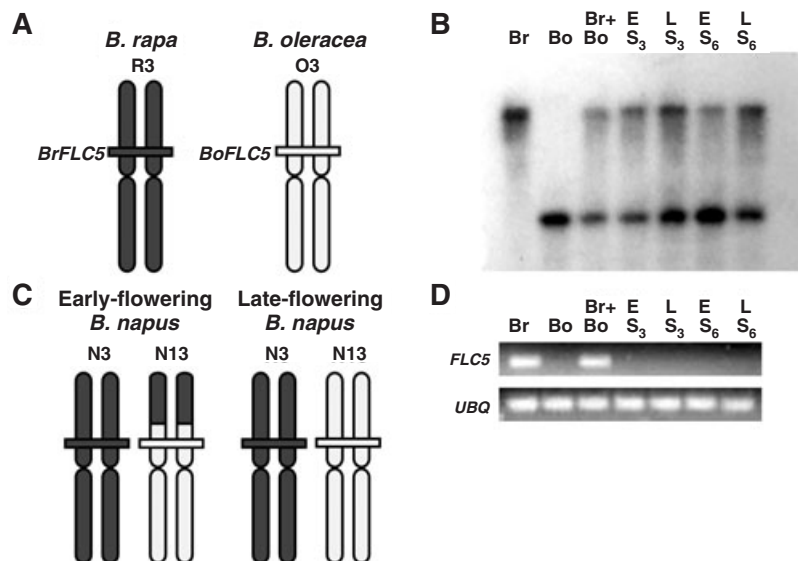 A
B. rapa
B. oleracea
R3
O3
BrFLC5
BoFLC5
B
Br Bo Br+ Bo E S3 L S3 E S6 L S6
C
Early-flowering B. napus
Late-flowering B. napus
N3 N13 N3 N13
D
Br Bo Br+ Bo E S3 L S3 E S6 L S6
FLC5
UBQ